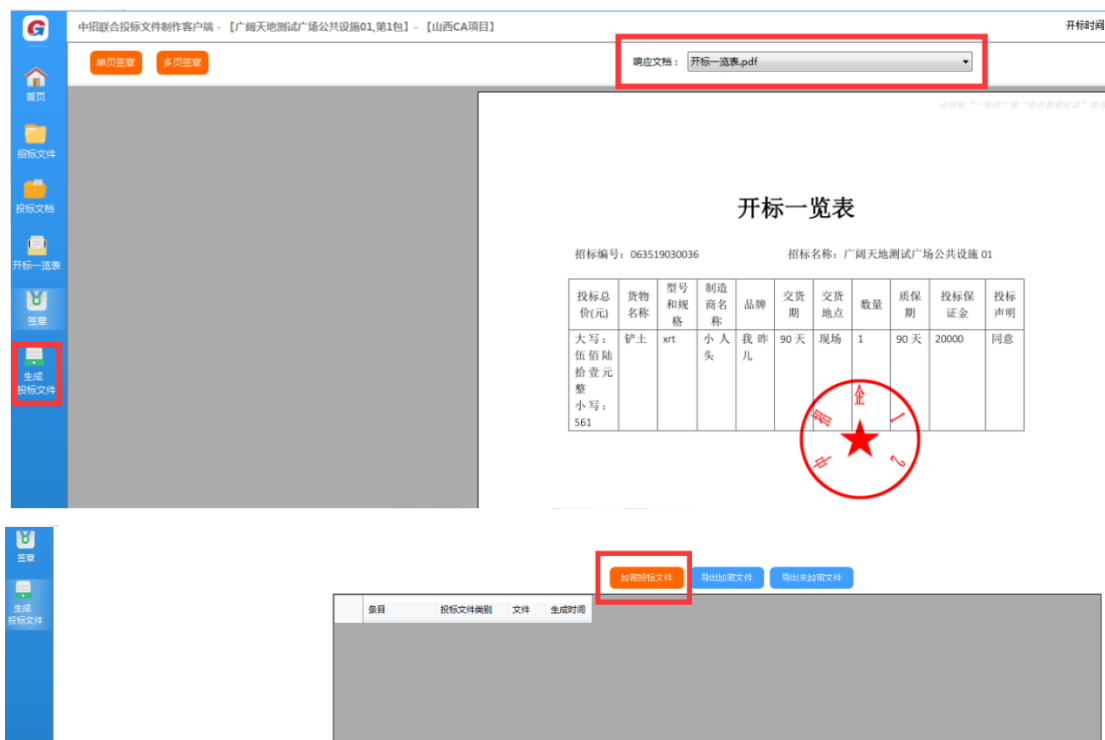 G
中招联合投标文件制作客户端 - 【广阔天地测试广场公共设施01,第1包】 - 【山西CA项目】
开标时间
单页签章
多页签章
响应文档：
开标一览表.pdf
首页
招标文件
投标文档
开标一览表
签章
生成
投标文件
开标一览表
招标编号：063519030036
招标名称：广阔天地测试广场公共设施 01
投标总价(元)
货物名称
型号和规格
制造商名称
品牌
交货期
交货地点
数量
质保期
投标保证金
投标声明
大写：伍佰陆拾壹元整
小写：561
铲土
xrt
小人头
我昨儿
90 天
现场
1
90 天
20000
同意
中招企12
签章
生成
投标文件
加密投标文件
导出加密文件
导出未加密文件
条目
投标文件类别
文件
生成时间